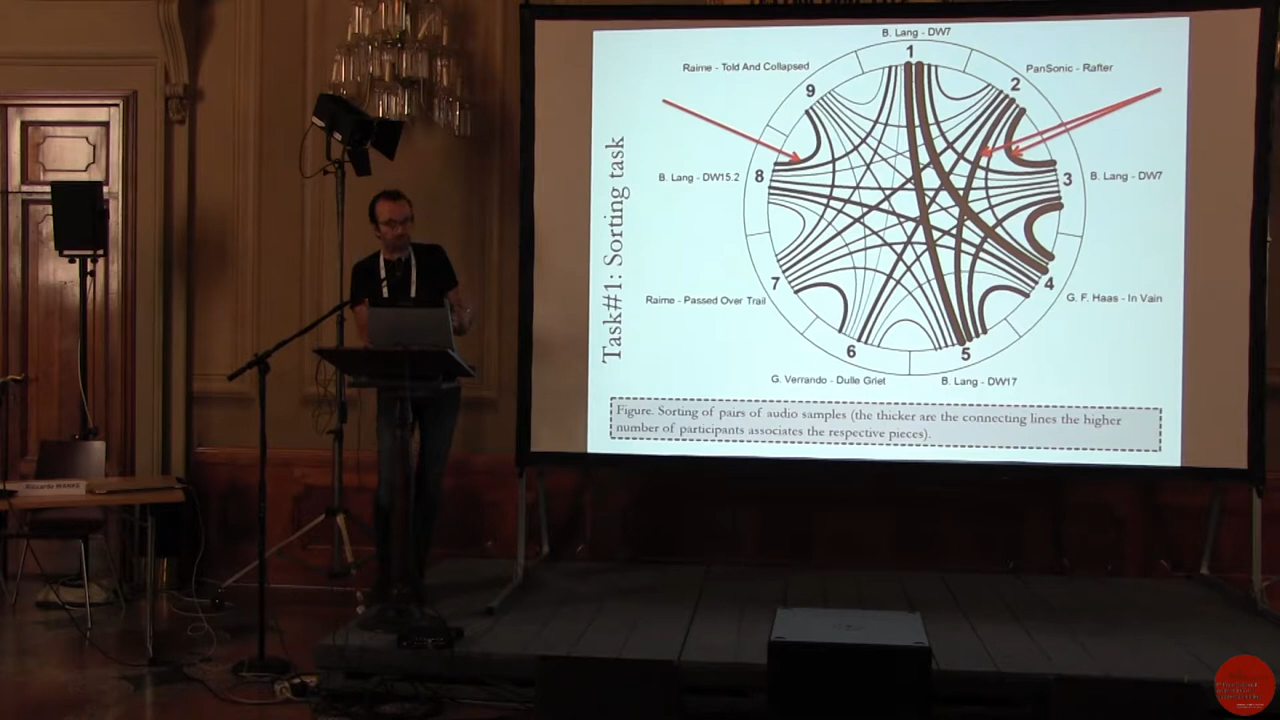 B. Lang - DW7
1
Raime - Told And Collapsed
PanSonic - Rafter
9
2
Task#1: Sorting task
B. Lang - DW15.2
8
3
B. Lang - DW7
7
4
Raime - Passed Over Trail
G. F. Haas - In Vain
6
5
G. Verrando - Dulle Griet
B. Lang - DW17
Figure. Sorting of pairs of audio samples (the thicker are the connecting lines the higher
number of participants associates the respective pieces).
Riccardo WANKE